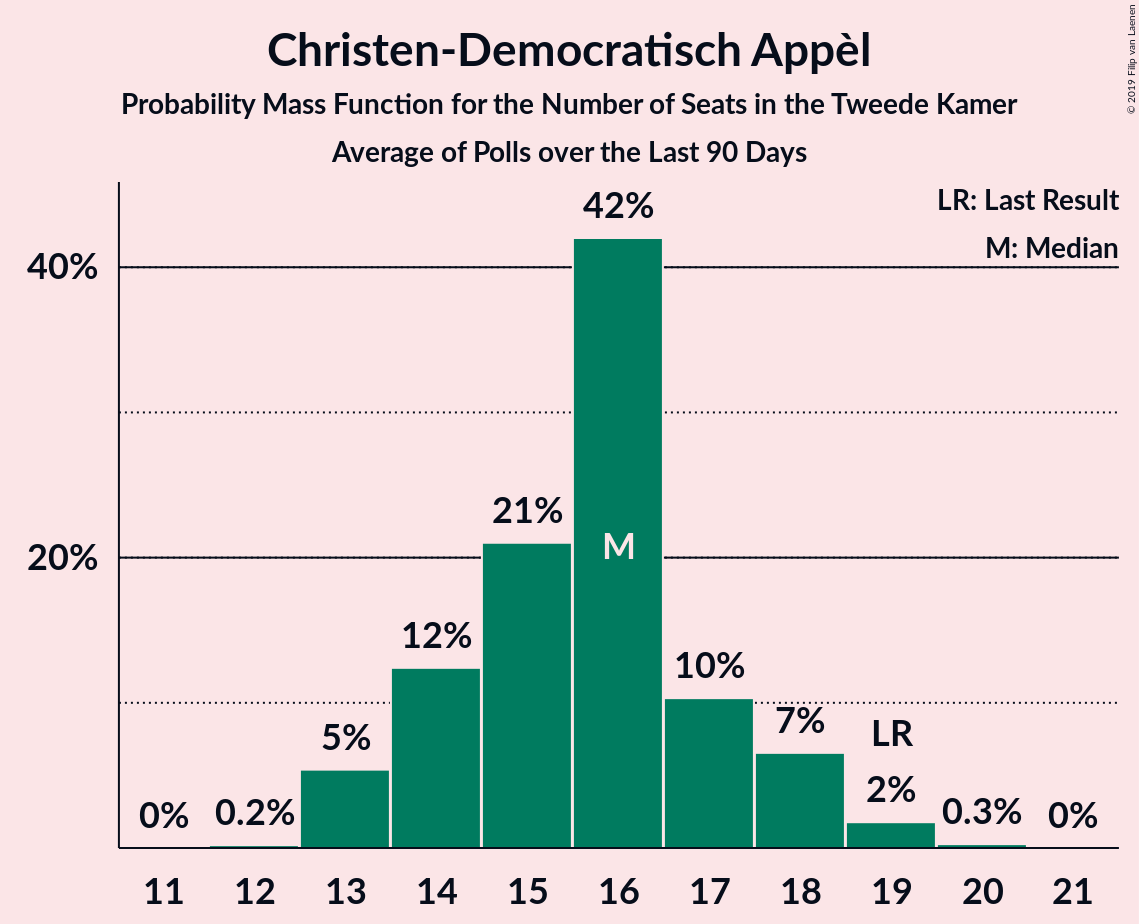 Christen-Democratisch Appèl
Probability Mass Function for the Number of Seats in the Tweede Kamer
Average of Polls over the Last 90 Days
© 2019 Filip van Laenen
LR: Last Result
M: Median
40%
20%
0%
0.2%
5%
12%
21%
42%
M
10%
7%
LR
2%
0.3%
0%
11 12 13 14 15 16 17 18 19 20 21